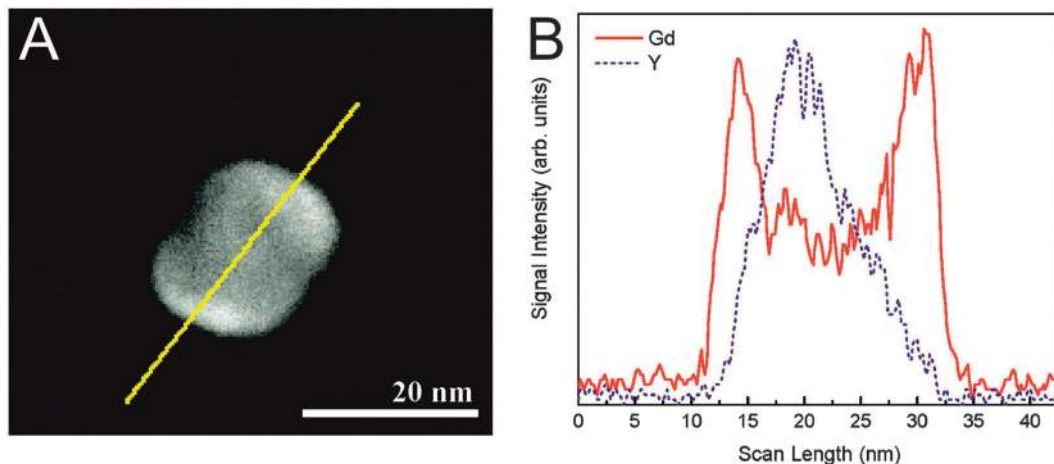 A
20 nm
B
Gd
Y
Signal Intensity (arb. units)
0 5 10 15 20 25 30 35 40
Scan Length (nm)